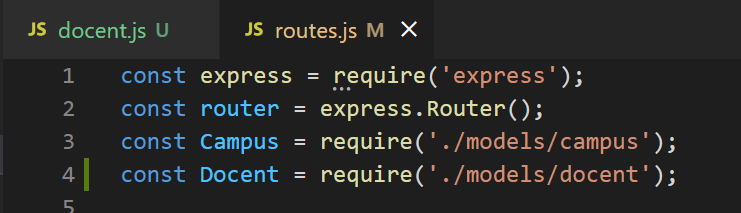 JS docent.js U JS routes.js M ×
1 const express = require('express');
2 const router = express.Router();
3 const Campus = require('./models/campus');
4 const Docent = require('./models/docent');
5